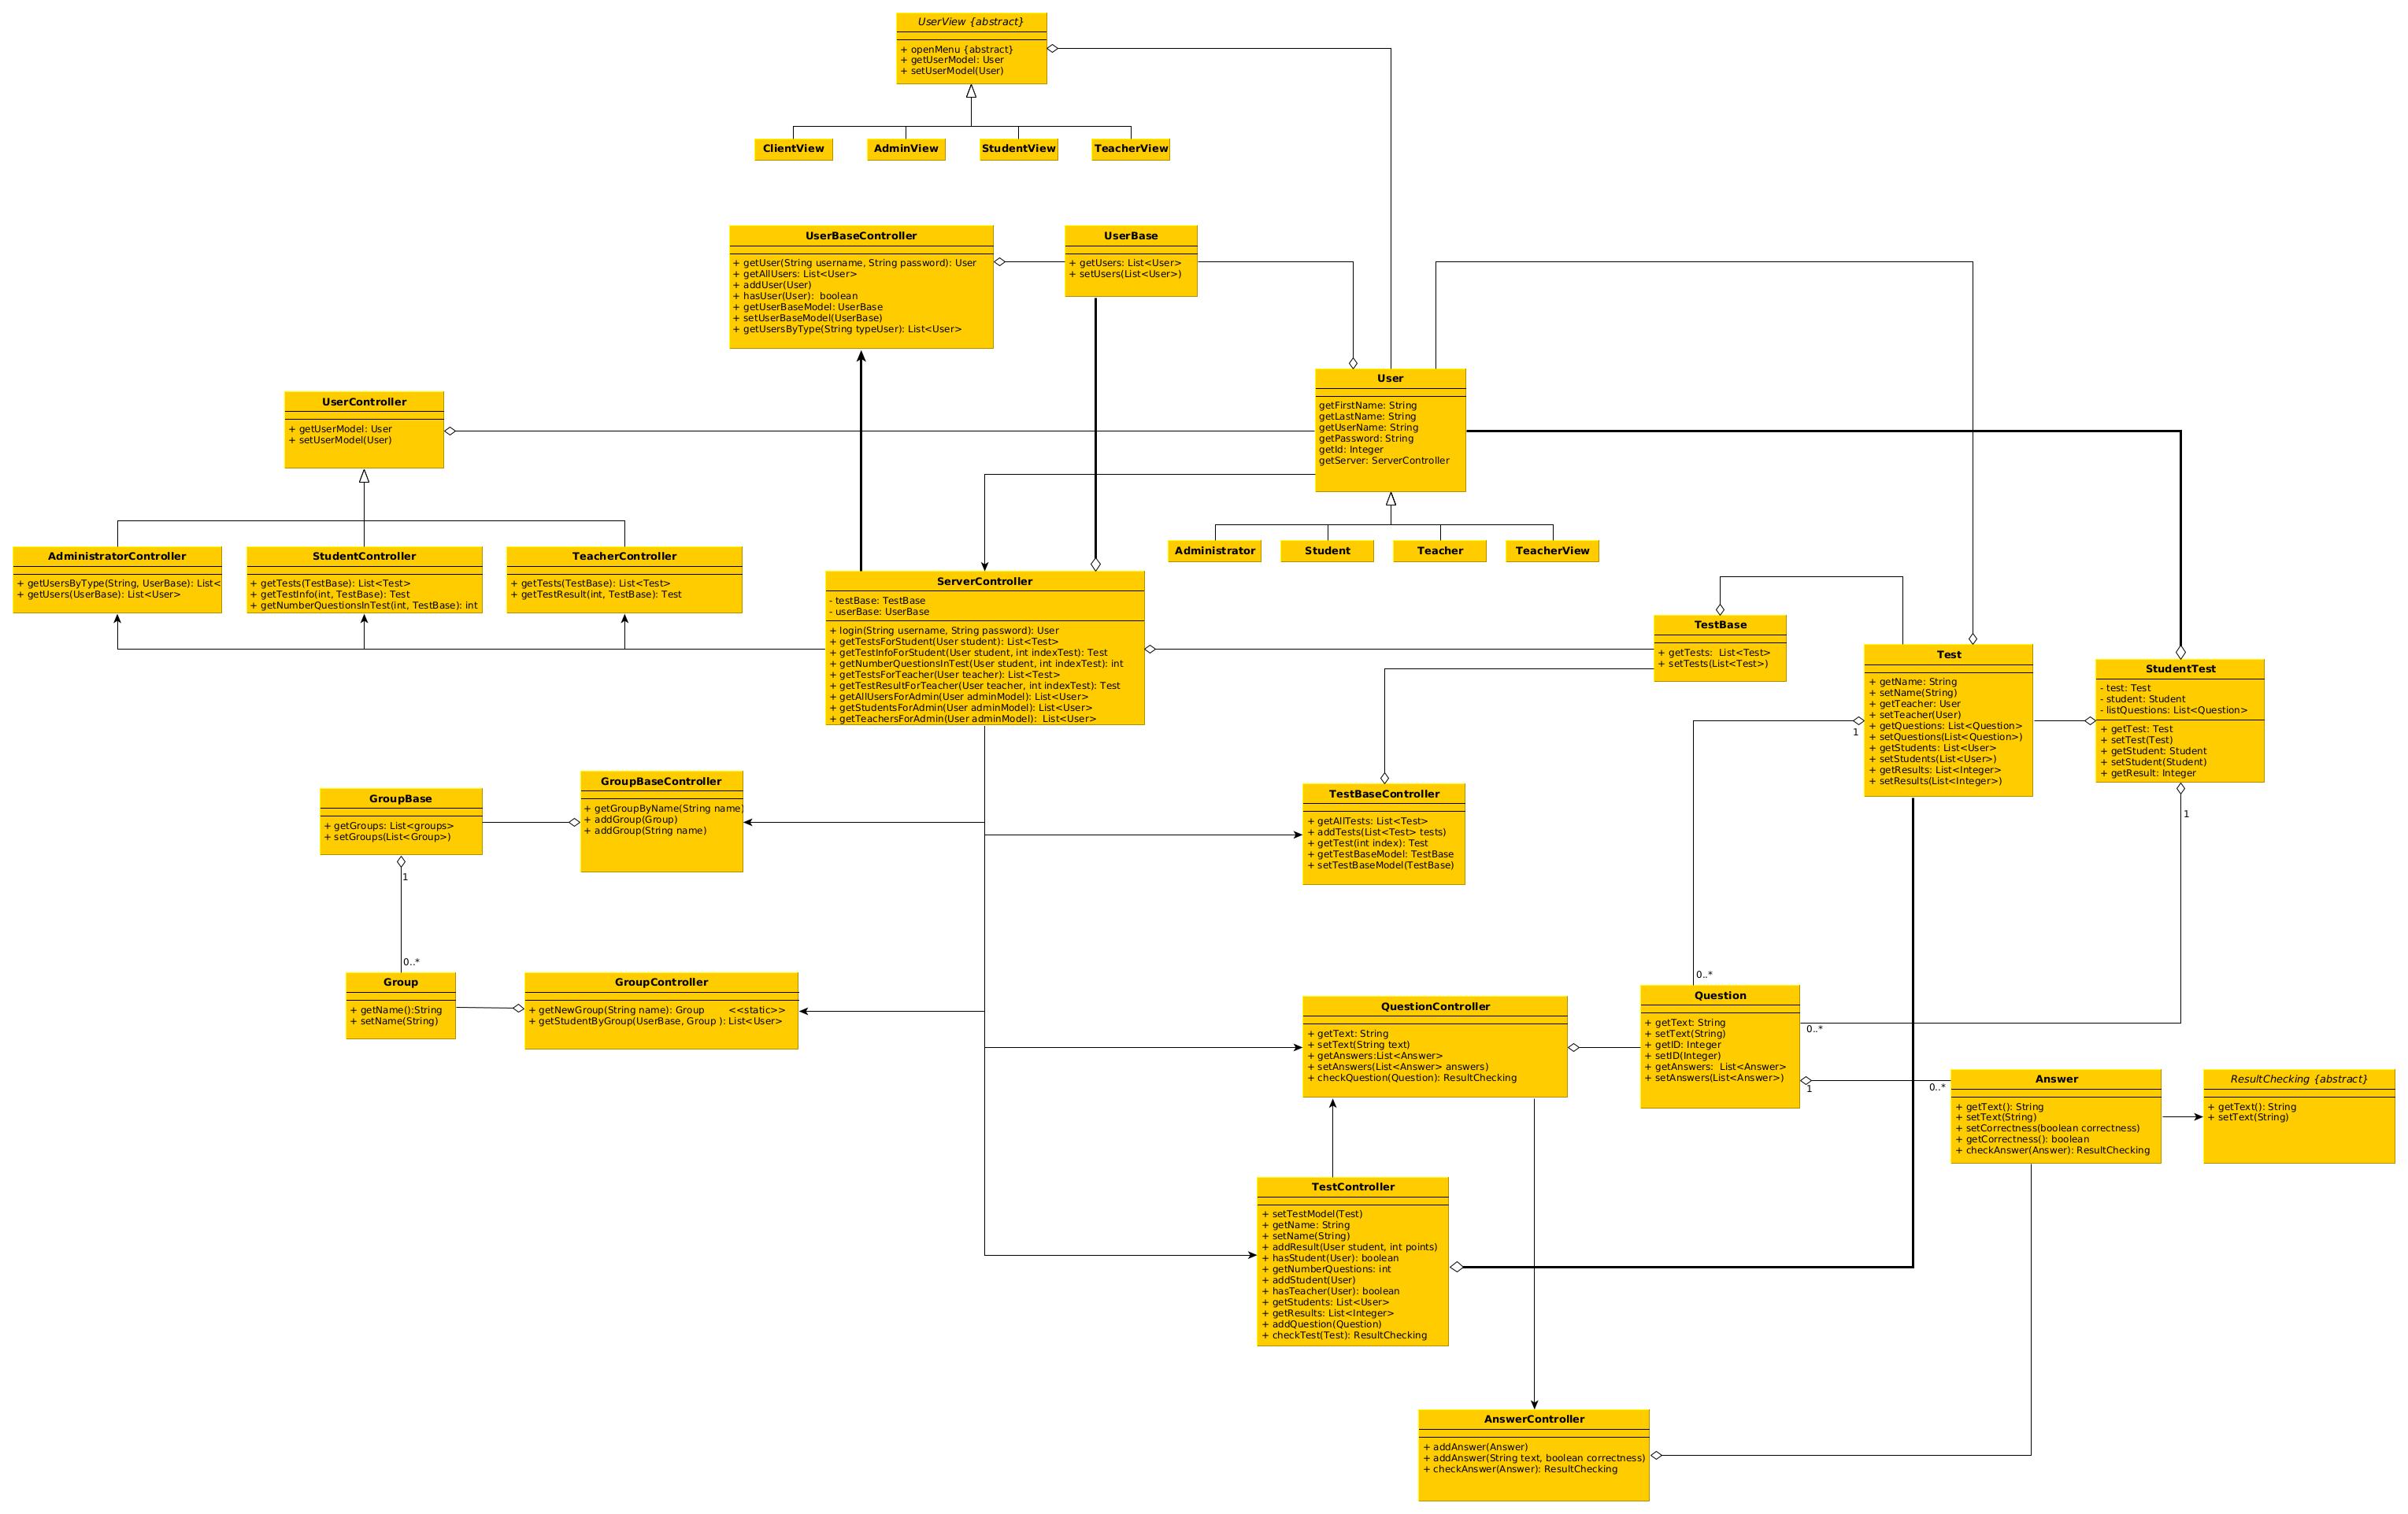 UserView {abstract}
+ openMenu {abstract}
+ getUserModel: User
+ setUserModel(User)
ClientView
AdminView
StudentView
TeacherView
UserBaseController
+ getUser(String username, String password): User
+ getAllUsers: List<User>
+ addUser(User)
+ hasUser(User):  boolean
+ getUserBaseModel: UserBase
+ setUserBaseModel(UserBase)
+ getUsersByType(String typeUser): List<User>
UserBase
+ getUsers: List<User>
+ setUsers(List<User>)
User
getFirstName: String
getLastName: String
getUserName: String
getPassword: String
getId: Integer
getServer: ServerController
UserController
+ getUserModel: User
+ setUserModel(User)
Administrator
Student
Teacher
TeacherView
AdministratorController
+ getUsersByType(String, UserBase): List<
+ getUsers(UserBase): List<User>
StudentController
+ getTests(TestBase): List<Test>
+ getTestInfo(int, TestBase): Test
+ getNumberQuestionsInTest(int, TestBase): int
TeacherController
+ getTests(TestBase): List<Test>
+ getTestResult(int, TestBase): Test
ServerController
- testBase: TestBase
- userBase: UserBase
+ login(String username, String password): User
+ getTestsForStudent(User student): List<Test>
+ getTestInfoForStudent(User student, int indexTest): Test
+ getNumberQuestionsInTest(User student, int indexTest): int
+ getTestsForTeacher(User teacher): List<Test>
+ getTestResultForTeacher(User teacher, int indexTest): Test
+ getAllUsersForAdmin(User adminModel): List<User>
+ getStudentsForAdmin(User adminModel): List<User>
+ getTeachersForAdmin(User adminModel):  List<User>
TestBase
+ getTests:  List<Test>
+ setTests(List<Test>)
Test
+ getName: String
+ setName(String)
+ getTeacher: User
+ setTeacher(User)
+ getQuestions: List<Question>
+ setQuestions(List<Question>)
+ getStudents: List<User>
+ setStudents(List<User>)
+ getResults: List<Integer>
+ setResults(List<Integer>)
1
StudentTest
- test: Test
- student: Student
- listQuestions: List<Question>
+ getTest: Test
+ setTest(Test)
+ getStudent: Student
+ setStudent(Student)
+ getResult: Integer
1
GroupBase
+ getGroups: List<groups>
+ setGroups(List<Group>)
1
GroupBaseController
+ getGroupByName(String name)
+ addGroup(Group)
+ addGroup(String name)
TestBaseController
+ getAllTests: List<Test>
+ addTests(List<Test> tests)
+ getTest(int index): Test
+ getTestBaseModel: TestBase
+ setTestBaseModel(TestBase)
0..*
Group
+ getName():String
+ setName(String)
GroupController
+ getNewGroup(String name): Group        <<static>>
+ getStudentByGroup(UserBase, Group ): List<User>
QuestionController
+ getText: String
+ setText(String text)
+ getAnswers:List<Answer>
+ setAnswers(List<Answer> answers)
+ checkQuestion(Question): ResultChecking
0..*
Question
+ getText: String
+ setText(String)
+ getID: Integer
+ setID(Integer)
+ getAnswers:  List<Answer>
+ setAnswers(List<Answer>)
0..*
1
0..*
Answer
+ getText(): String
+ setText(String)
+ setCorrectness(boolean correctness)
+ getCorrectness(): boolean
+ checkAnswer(Answer): ResultChecking
ResultChecking {abstract}
+ getText(): String
+ setText(String)
TestController
+ setTestModel(Test)
+ getName: String
+ setName(String)
+ addResult(User student, int points)
+ hasStudent(User): boolean
+ getNumberQuestions: int
+ addStudent(User)
+ hasTeacher(User): boolean
+ getStudents: List<User>
+ getResults: List<Integer>
+ addQuestion(Question)
+ checkTest(Test): ResultChecking
AnswerController
+ addAnswer(Answer)
+ addAnswer(String text, boolean correctness)
+ checkAnswer(Answer): ResultChecking